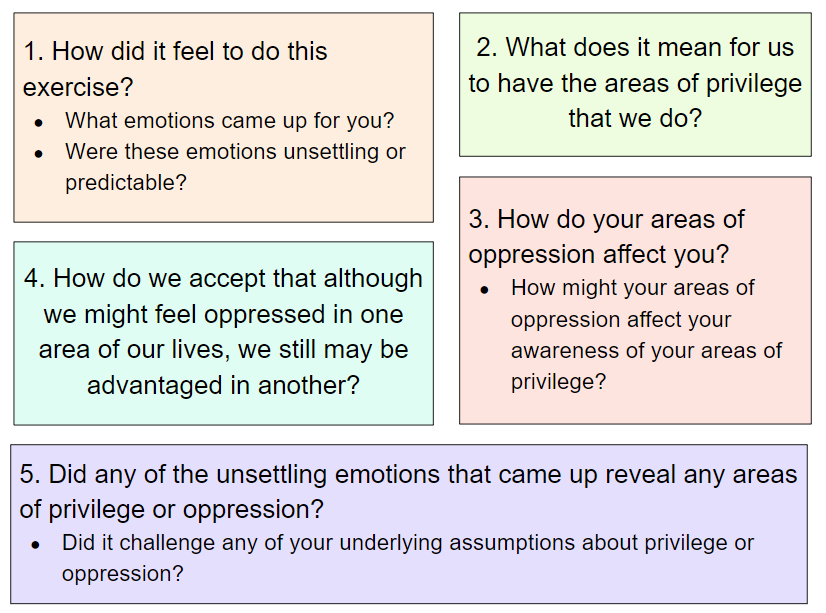 1. How did it feel to do this
exercise?
● What emotions came up for you?
● Were these emotions unsettling or
predictable?
2. What does it mean for us
to have the areas of privilege
that we do?
3. How do your areas of
oppression affect you?
● How might your areas of
oppression affect your
awareness of your areas of
privilege?
4. How do we accept that although
we might feel oppressed in one
area of our lives, we still may be
advantaged in another?
5. Did any of the unsettling emotions that came up reveal any areas
of privilege or oppression?
● Did it challenge any of your underlying assumptions about privilege or
oppression?